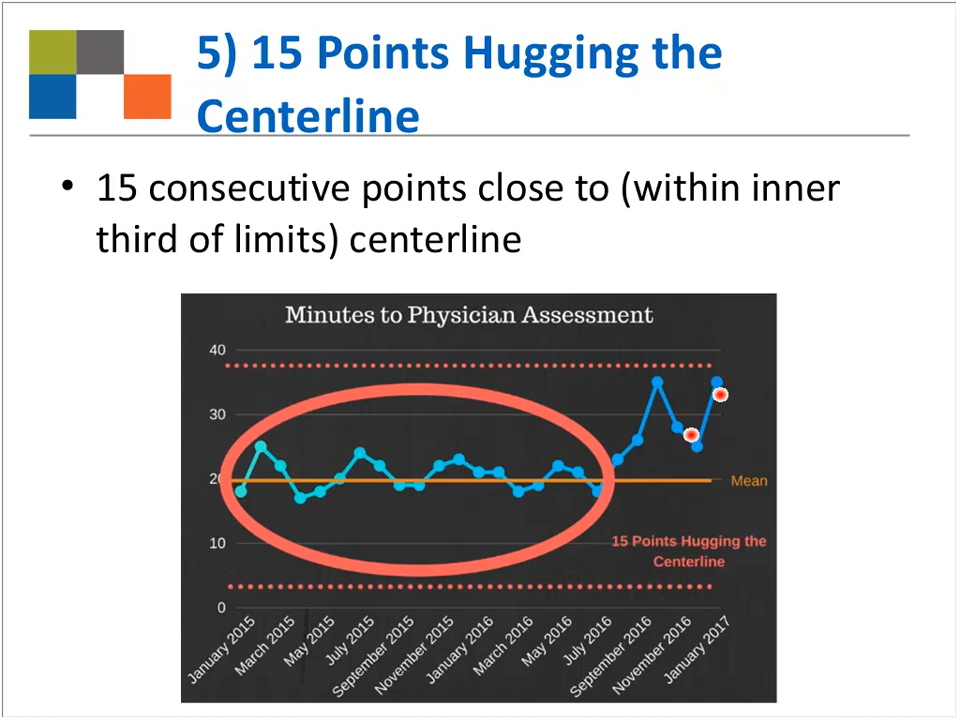 5) 15 Points Hugging the
Centerline
• 15 consecutive points close to (within inner
third of limits) centerline
Minutes to Physician Assessment
40
30
20
10
0
Mean
15 Points Hugging the
Centerline
January 2015
March 2015
May 2015
July 2015
September 2015
November 2015
January 2016
March 2016
May 2016
July 2016
September 2016
November 2016
January 2017